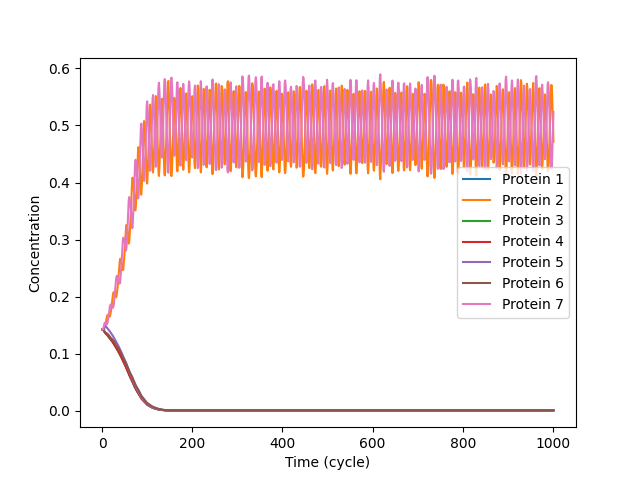 0.6
0.5
0.4
0.3
0.2
0.1
0.0
Concentration
Protein 1
Protein 2
Protein 3
Protein 4
Protein 5
Protein 6
Protein 7
0 200 400 600 800 1000
Time (cycle)